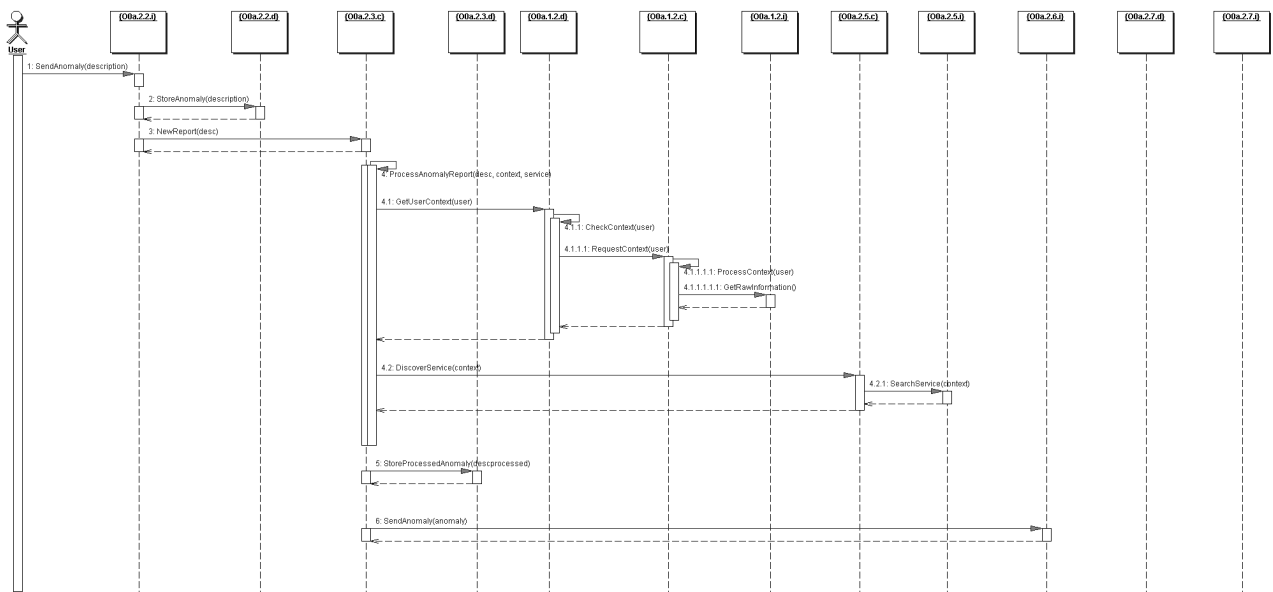 {O0a.2.2.i}
{O0a.2.2.d}
{O0a.2.3.c}
{O0a.2.3.d}
{O0a.1.2.d}
{O0a.1.2.c}
{O0a.1.2.i}
{O0a.2.5.c}
{O0a.2.5.i}
{O0a.2.6.i}
{O0a.2.7.d}
{O0a.2.7.i}
User
1: SendAnomaly(description)
2: StoreAnomaly(description)
3: NewReport(desc)
4: ProcessAnomalyReport(desc, context, service)
4.1: GetUserContext(user)
4.1.1: CheckContext(user)
4.1.1.1: RequestContext(user)
4.1.1.1.1: ProcessContext(user)
4.1.1.1.1.1: GetRawInformation()
4.2: DiscoverService(context)
4.2.1: SearchService(context)
5: StoreProcessedAnomaly(descprocessed)
6: SendAnomaly(anomaly)